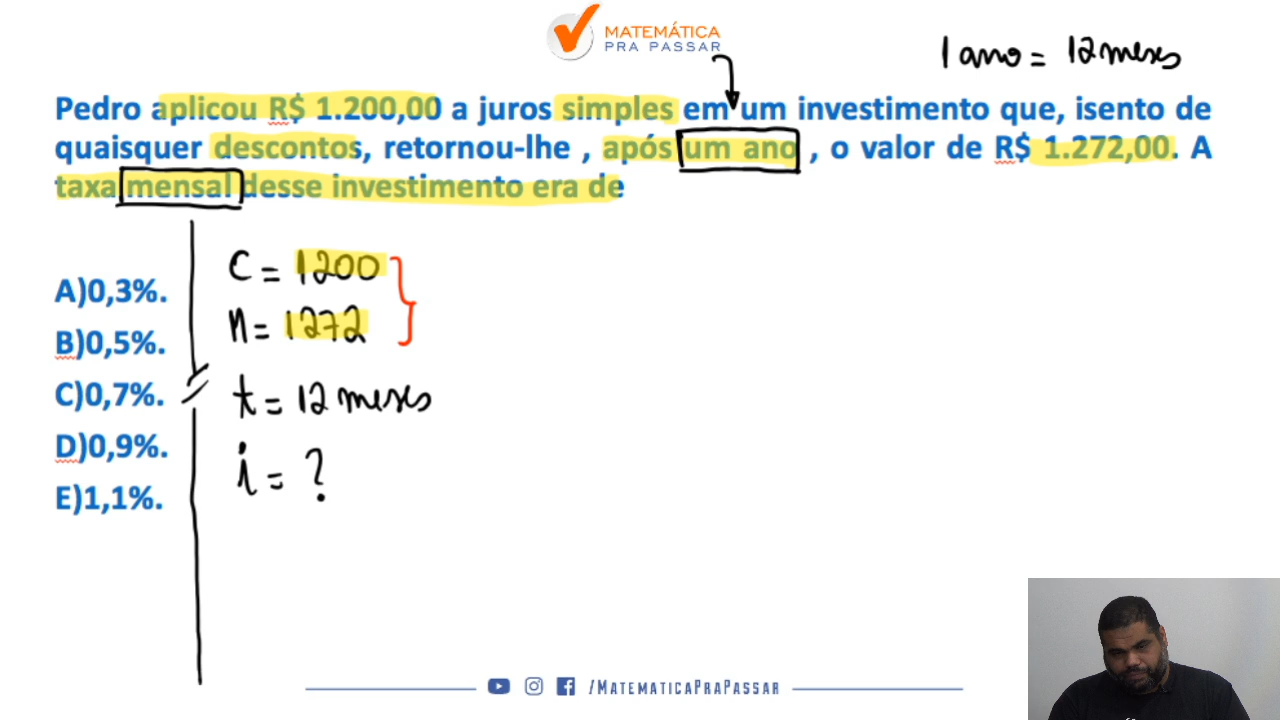 MATEMÁTICA
PRA PASSAR
1 ano = 12 meses
Pedro aplicou R$ 1.200,00 a juros simples em um investimento que, isento de
quaisquer descontos, retornou-lhe , após um ano , o valor de R$ 1.272,00. A
taxa mensal desse investimento era de
A)0,3%.
B)0,5%.
C)0,7%.
D)0,9%.
E)1,1%.
C = 1200
M = 1272
t = 12 meses
i = ?
/MatematicaPraPassar